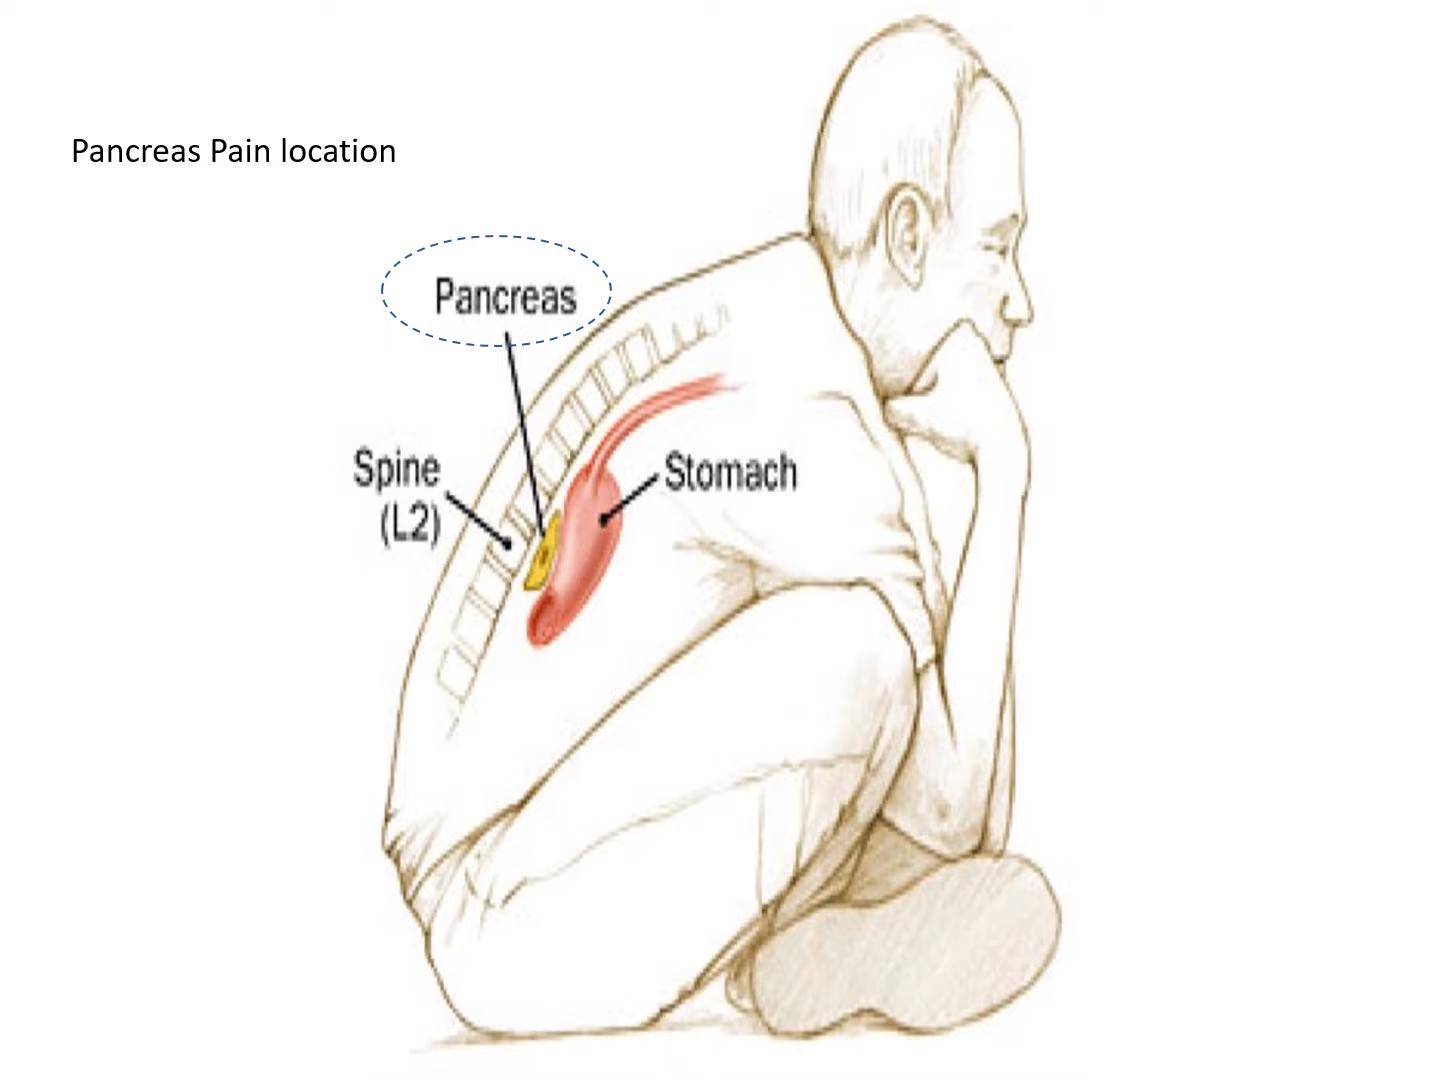 Pancreas Pain location
Pancreas
Spine
(L2)
Stomach